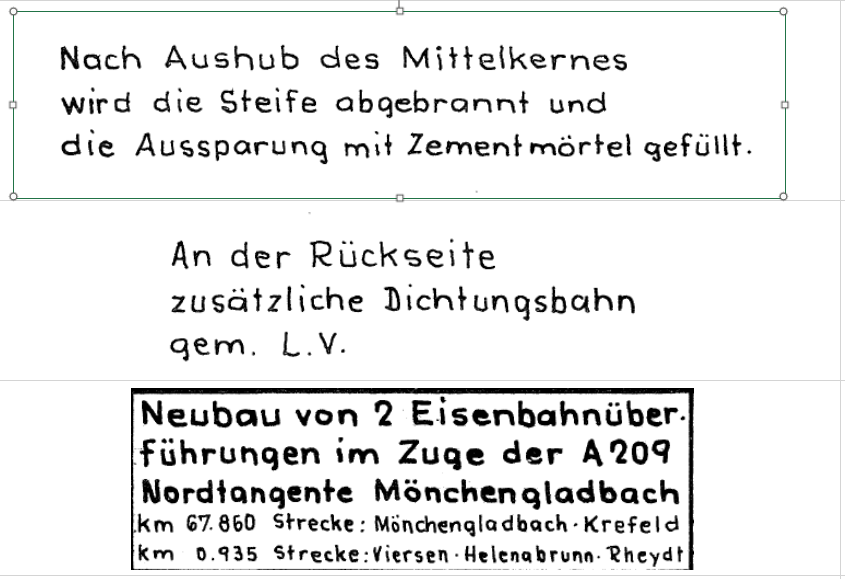 Nach Aushub des Mittelkernes
wird die Steife abgebrannt und
die Aussparung mit Zementmörtel gefüllt.
An der Rückseite
zusätzliche Dichtungsbahn
gem. L.V.
Neubau von 2 Eisenbahnüber-
führungen im Zuge der A 209
Nordtangente Mönchengladbach
km 67.860 Strecke: Mönchengladbach-Krefeld
km 0.935 Strecke: Viersen-Helenabrunn-Rheydt